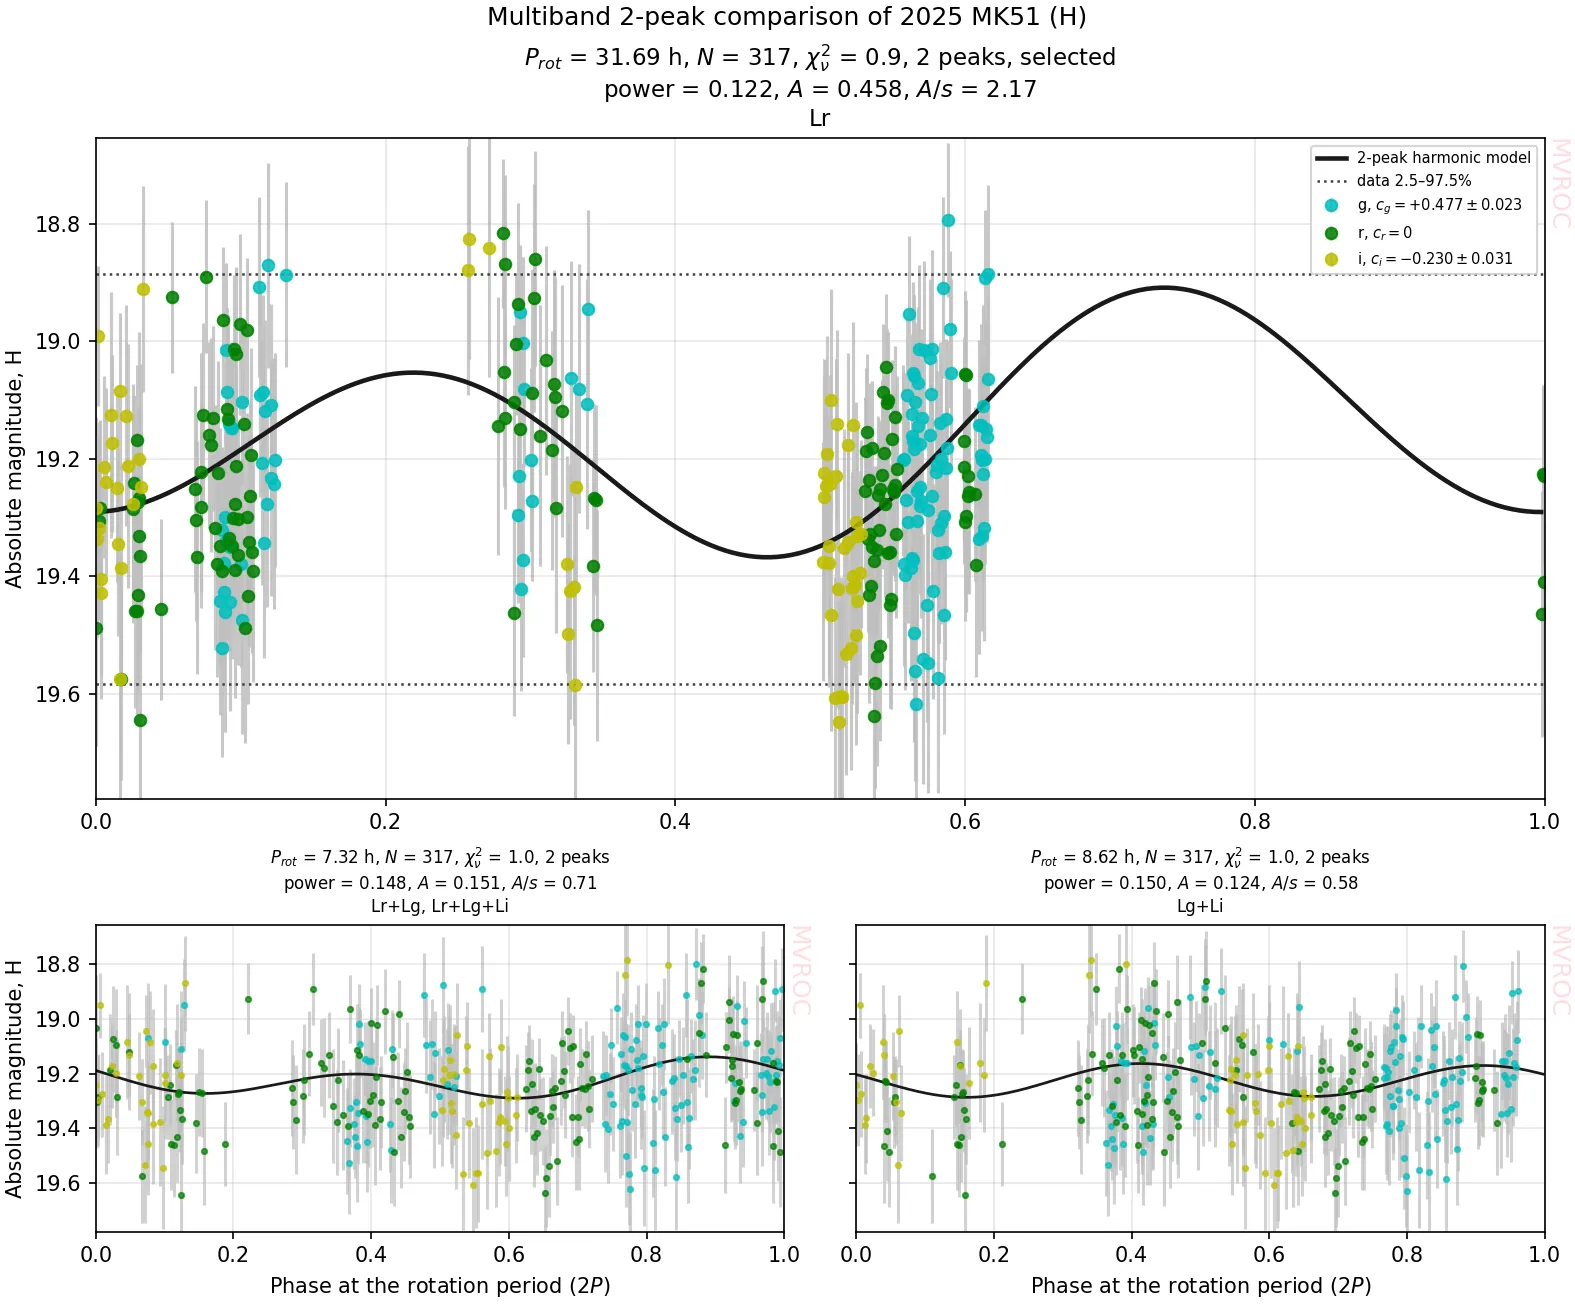 Multiband 2-peak comparison of 2025 MK51 (H)
P_rot = 31.69 h, N = 317, χ²_ν = 0.9, 2 peaks, selected
power = 0.122, A = 0.458, A/s = 2.17
Lr
2-peak harmonic model
data 2.5–97.5%
g, c_g = +0.477 ± 0.023
r, c_r = 0
i, c_i = −0.230 ± 0.031
MVROC
Absolute magnitude, H
18.8
19.0
19.2
19.4
19.6
0.0 0.2 0.4 0.6 0.8 1.0
P_rot = 7.32 h, N = 317, χ²_ν = 1.0, 2 peaks
power = 0.148, A = 0.151, A/s = 0.71
Lr+Lg, Lr+Lg+Li
MVROC
Absolute magnitude, H
18.8
19.0
19.2
19.4
19.6
0.0 0.2 0.4 0.6 0.8 1.0
Phase at the rotation period (2P)
P_rot = 8.62 h, N = 317, χ²_ν = 1.0, 2 peaks
power = 0.150, A = 0.124, A/s = 0.58
Lg+Li
MVROC
0.0 0.2 0.4 0.6 0.8 1.0
Phase at the rotation period (2P)